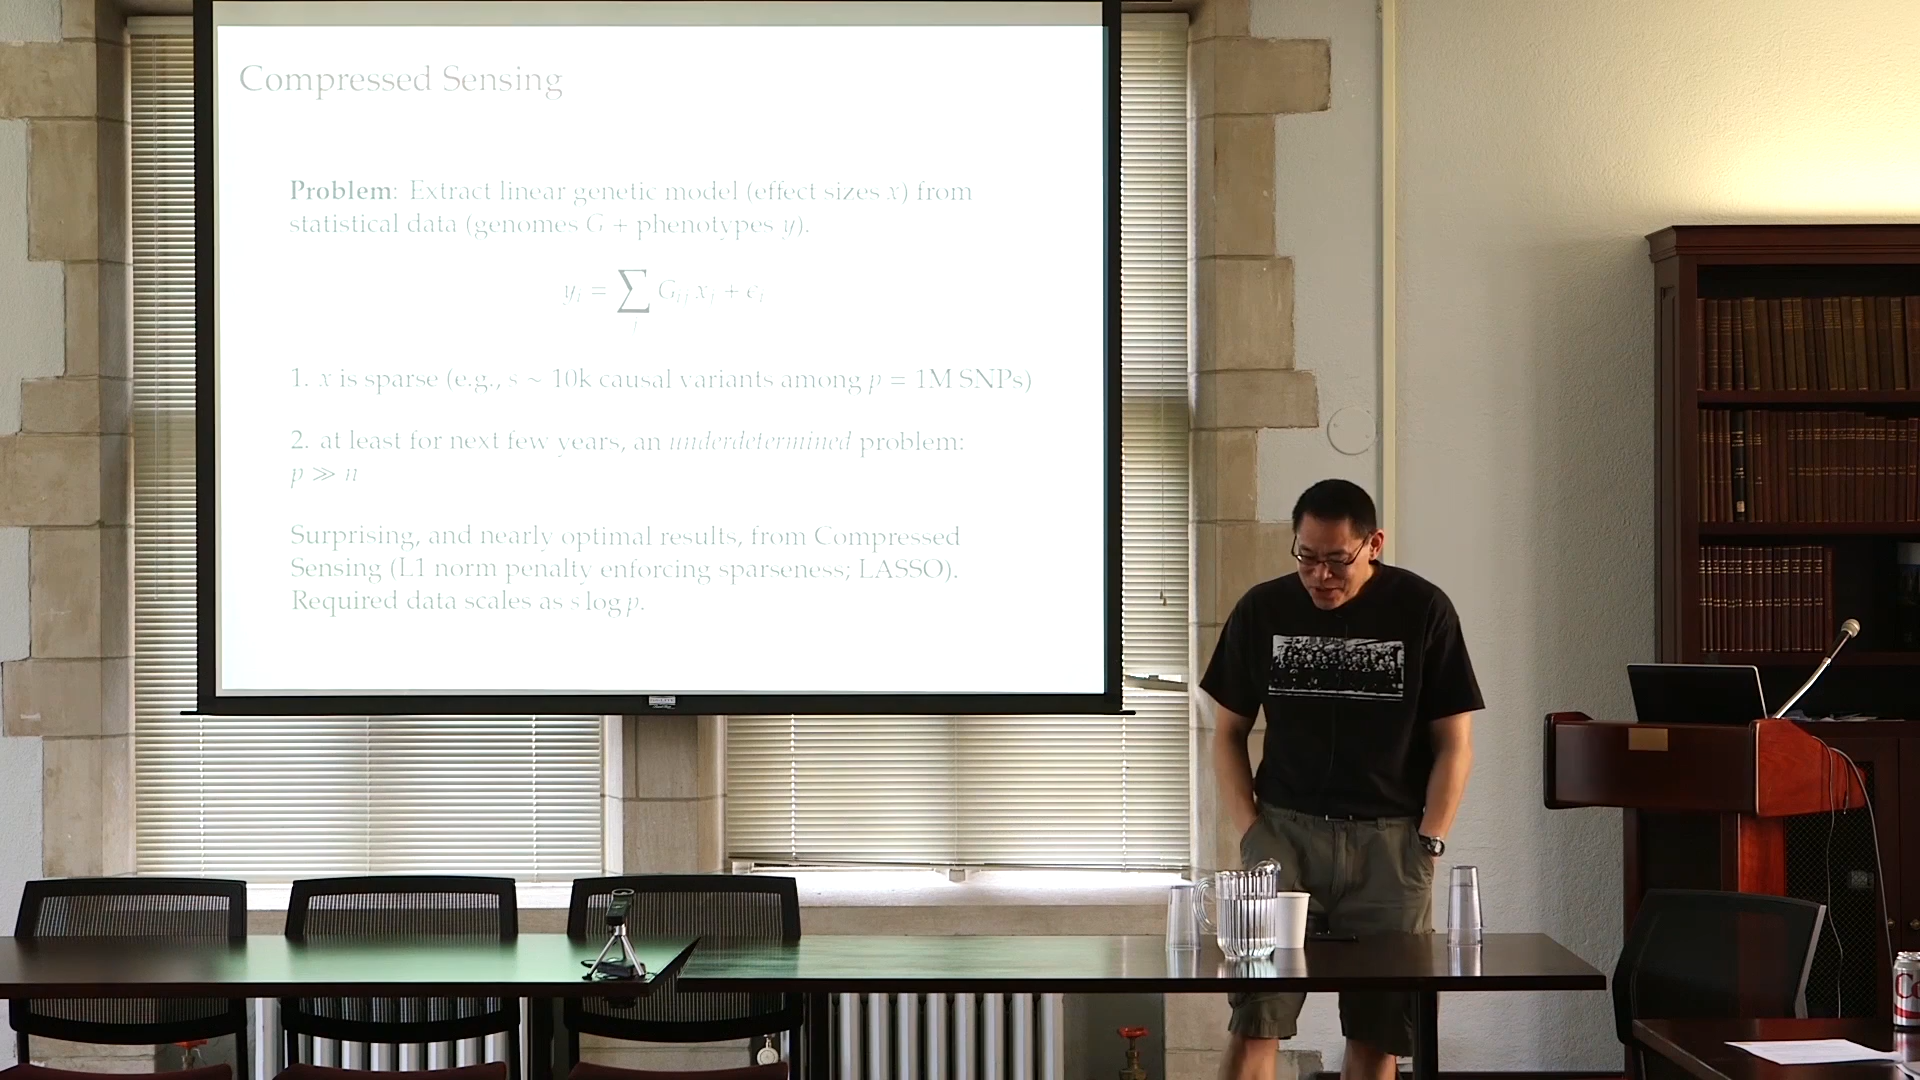 Compressed Sensing
Problem: Extract linear genetic model (effect sizes x) from
statistical data (genomes G + phenotypes y).
y_i = ∑_j G_ij x_j + ϵ_i
1. x is sparse (e.g., s ~ 10k causal variants among p = 1M SNPs)
2. at least for next few years, an underdetermined problem:
p ≫ n
Surprising, and nearly optimal results, from Compressed
Sensing (L1 norm penalty enforcing sparseness; LASSO).
Required data scales as s log p.